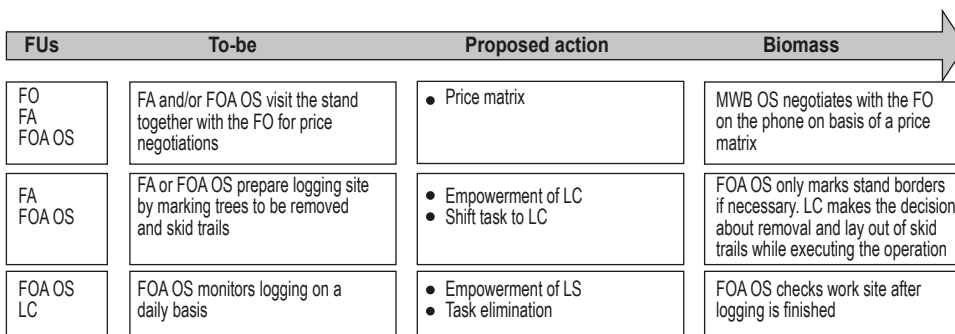 FUs To-be Proposed action Biomass
FO
FA
FOA OS
FA and/or FOA OS visit the stand
together with the FO for price
negotiations
● Price matrix
MWB OS negotiates with the FO
on the phone on basis of a price
matrix
FA
FOA OS
FA or FOA OS prepare logging site
by marking trees to be removed
and skid trails
● Empowerment of LC
● Shift task to LC
FOA OS only marks stand borders
if necessary. LC makes the decision
about removal and lay out of skid
trails while executing the operation
FOA OS
LC
FOA OS monitors logging on a
daily basis
● Empowerment of LS
● Task elimination
FOA OS checks work site after
logging is finished